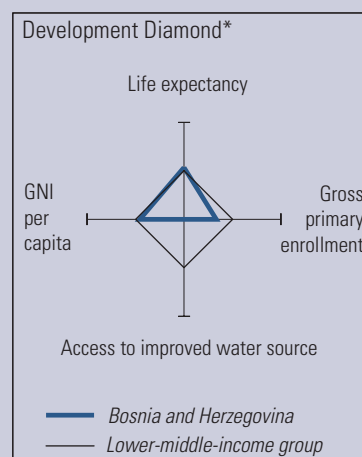 Development Diamond*
Life expectancy
GNI
per
capita
Gross
primary
enrollment
Access to improved water source
Bosnia and Herzegovina
Lower-middle-income group